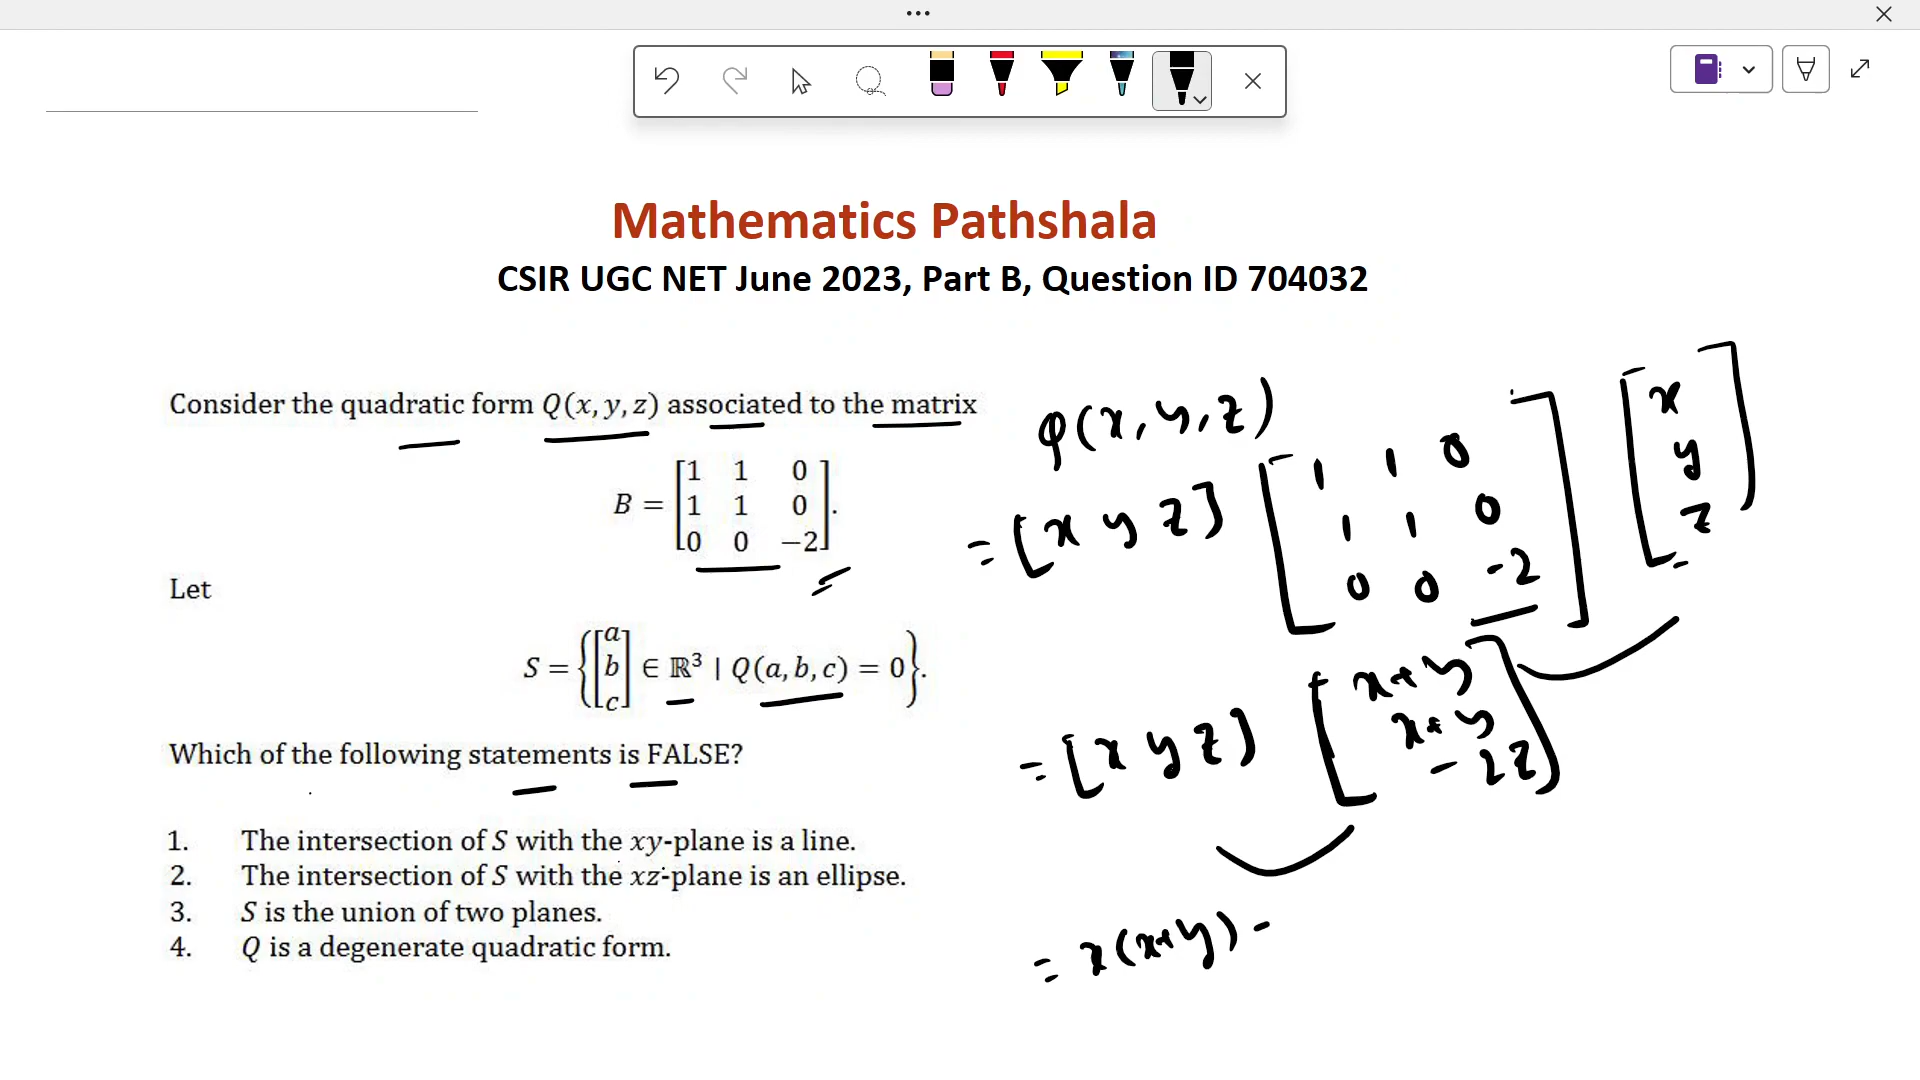 Mathematics Pathshala
CSIR UGC NET June 2023, Part B, Question ID 704032
Consider the quadratic form Q(x, y, z) associated to the matrix
B = [1 1 0
1 1 0
0 0 −2].
Let
S = {[a
b
c] ∈ ℝ³ | Q(a, b, c) = 0}.
Which of the following statements is FALSE?
1. The intersection of S with the xy-plane is a line.
2. The intersection of S with the xz-plane is an ellipse.
3. S is the union of two planes.
4. Q is a degenerate quadratic form.
φ(x, y, z)
= [x y z] [1 1 0
1 1 0
0 0 -2] [x
y
z]
= [x y z] [x+y
x+y
-2z]
= x(x+y) -